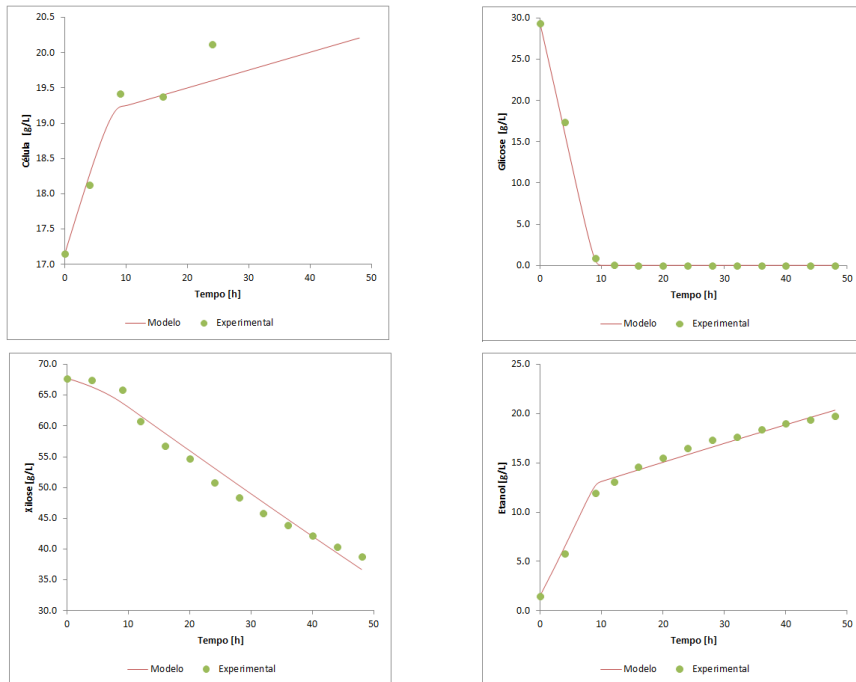 20.5
20.0
19.5
19.0
18.5
18.0
17.5
17.0
Célula [g/L]
0 10 20 30 40 50
Tempo [h]
Modelo Experimental
30.0
25.0
20.0
15.0
10.0
5.0
0.0
Glicose [g/L]
0 10 20 30 40 50
Tempo [h]
Modelo Experimental
70.0
65.0
60.0
55.0
50.0
45.0
40.0
35.0
30.0
Xilose [g/L]
0 10 20 30 40 50
Tempo [h]
Modelo Experimental
25.0
20.0
15.0
10.0
5.0
0.0
Etanol [g/L]
0 10 20 30 40 50
Tempo [h]
Modelo Experimental